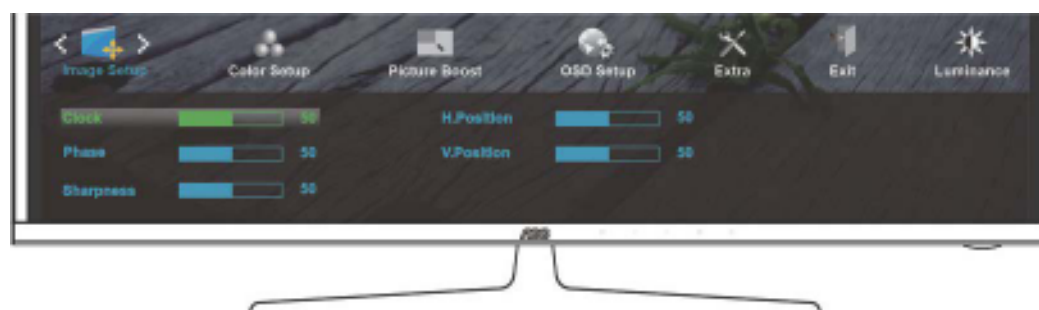 Image Setup Color Setup Picture Boost OSD Setup Extra Exit Luminance
Clock 50 H.Position 50
Phase 50 V.Position 50
Sharpness 50
AOC